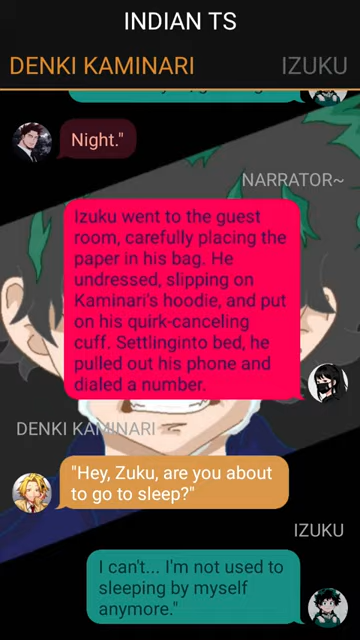 INDIAN TS
DENKI KAMINARI IZUKU
Night."
NARRATOR~
Izuku went to the guest
room, carefully placing the
paper in his bag. He
undressed, slipping on
Kaminari's hoodie, and put
on his quirk-canceling
cuff. Settlinginto bed, he
pulled out his phone and
dialed a number.
DENKI KAMINARI
"Hey, Zuku, are you about
to go to sleep?"
IZUKU
I can't... I'm not used to
sleeping by myself
anymore."